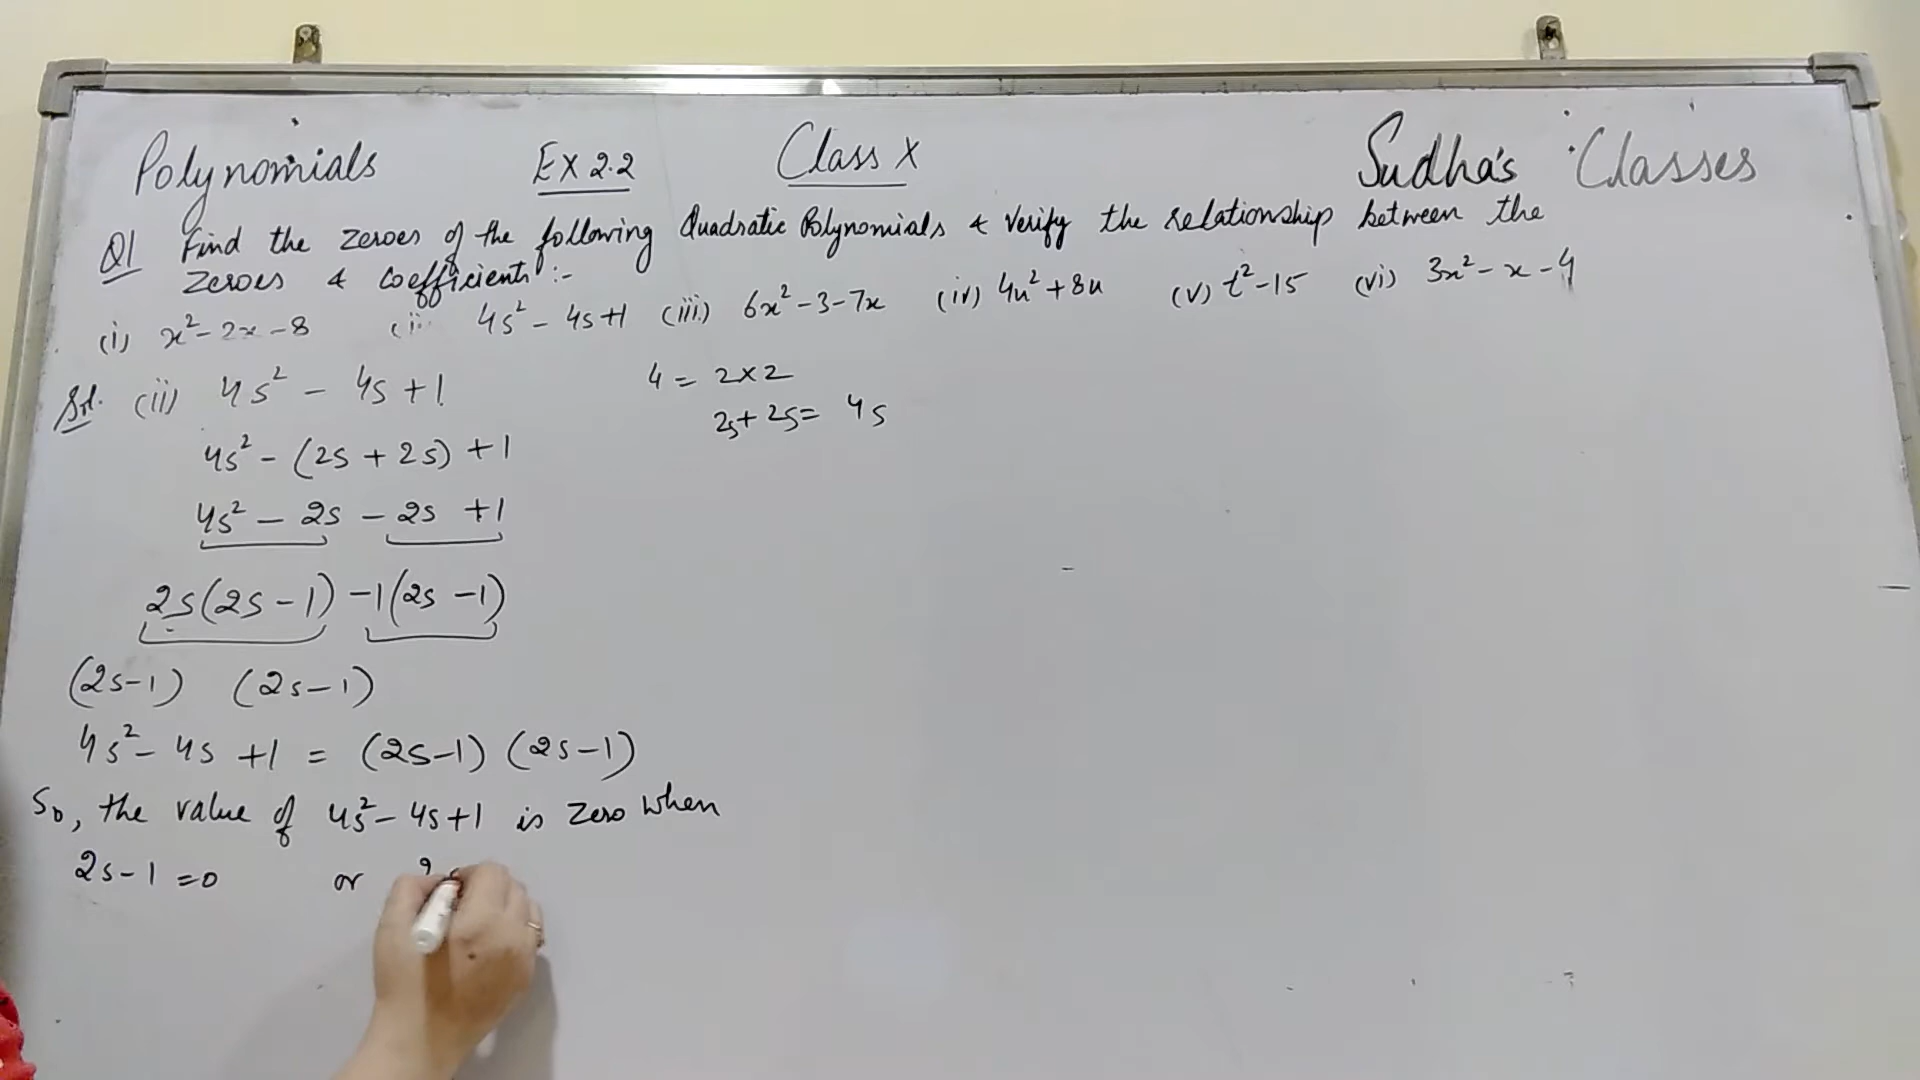 Polynomials EX 2.2 Class X Sudha's Classes
Q1 Find the zeroes of the following Quadratic Polynomials & Verify the relationship between the
zeroes & coefficients :-
(i) x² - 2x - 8 (ii 4s² - 4s + 1 (iii) 6x² - 3 - 7x (iv) 4u² + 8u (v) t² - 15 (vi) 3x² - x - 4
Sol. (ii) 4s² - 4s + 1
4 = 2 × 2
2s + 2s = 4s
4s² - (2s + 2s) + 1
4s² - 2s - 2s + 1
2s(2s - 1) - 1(2s - 1)
(2s - 1) (2s - 1)
4s² - 4s + 1 = (2s - 1) (2s - 1)
So, the value of 4s² - 4s + 1 is zero when
2s - 1 = 0 or 2s